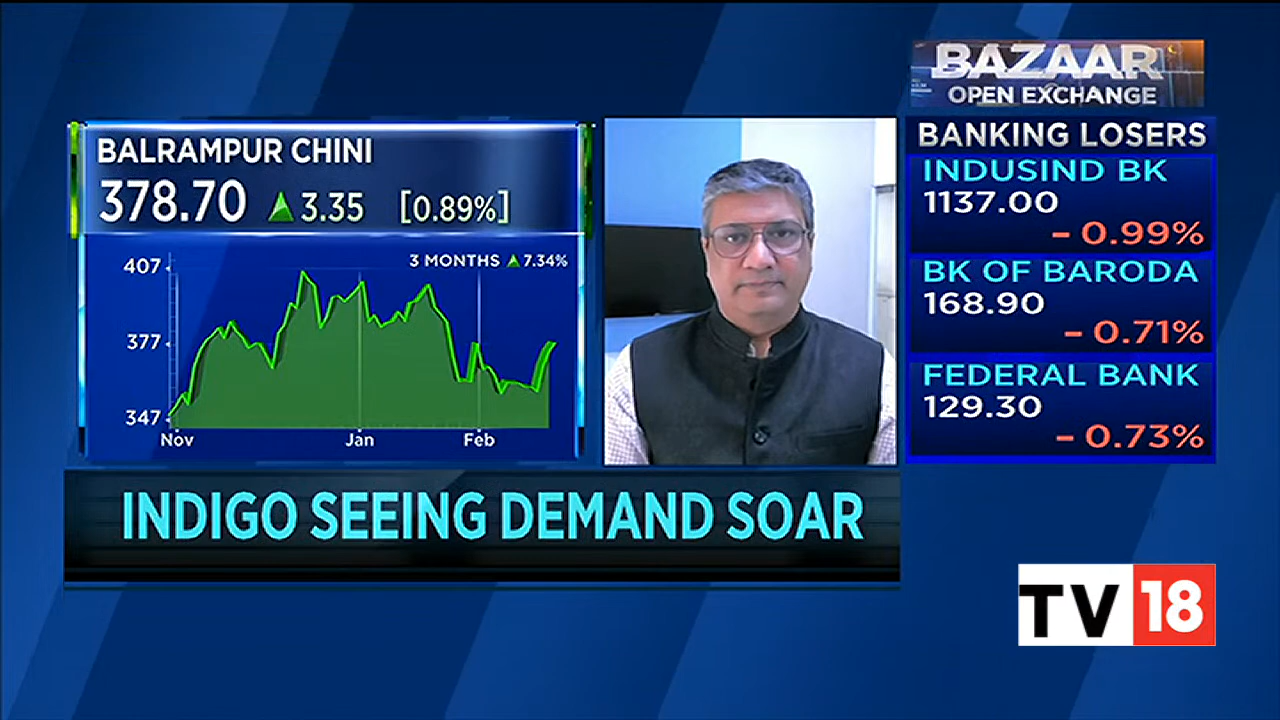 BAZAAR
OPEN EXCHANGE
BALRAMPUR CHINI
378.70 ▲ 3.35 [0.89%]
3 MONTHS ▲ 7.34%
407
377
347
Nov Jan Feb
BANKING LOSERS
INDUSIND BK
1137.00
– 0.99%
BK OF BARODA
168.90
– 0.71%
FEDERAL BANK
129.30
– 0.73%
INDIGO SEEING DEMAND SOAR
TV 18